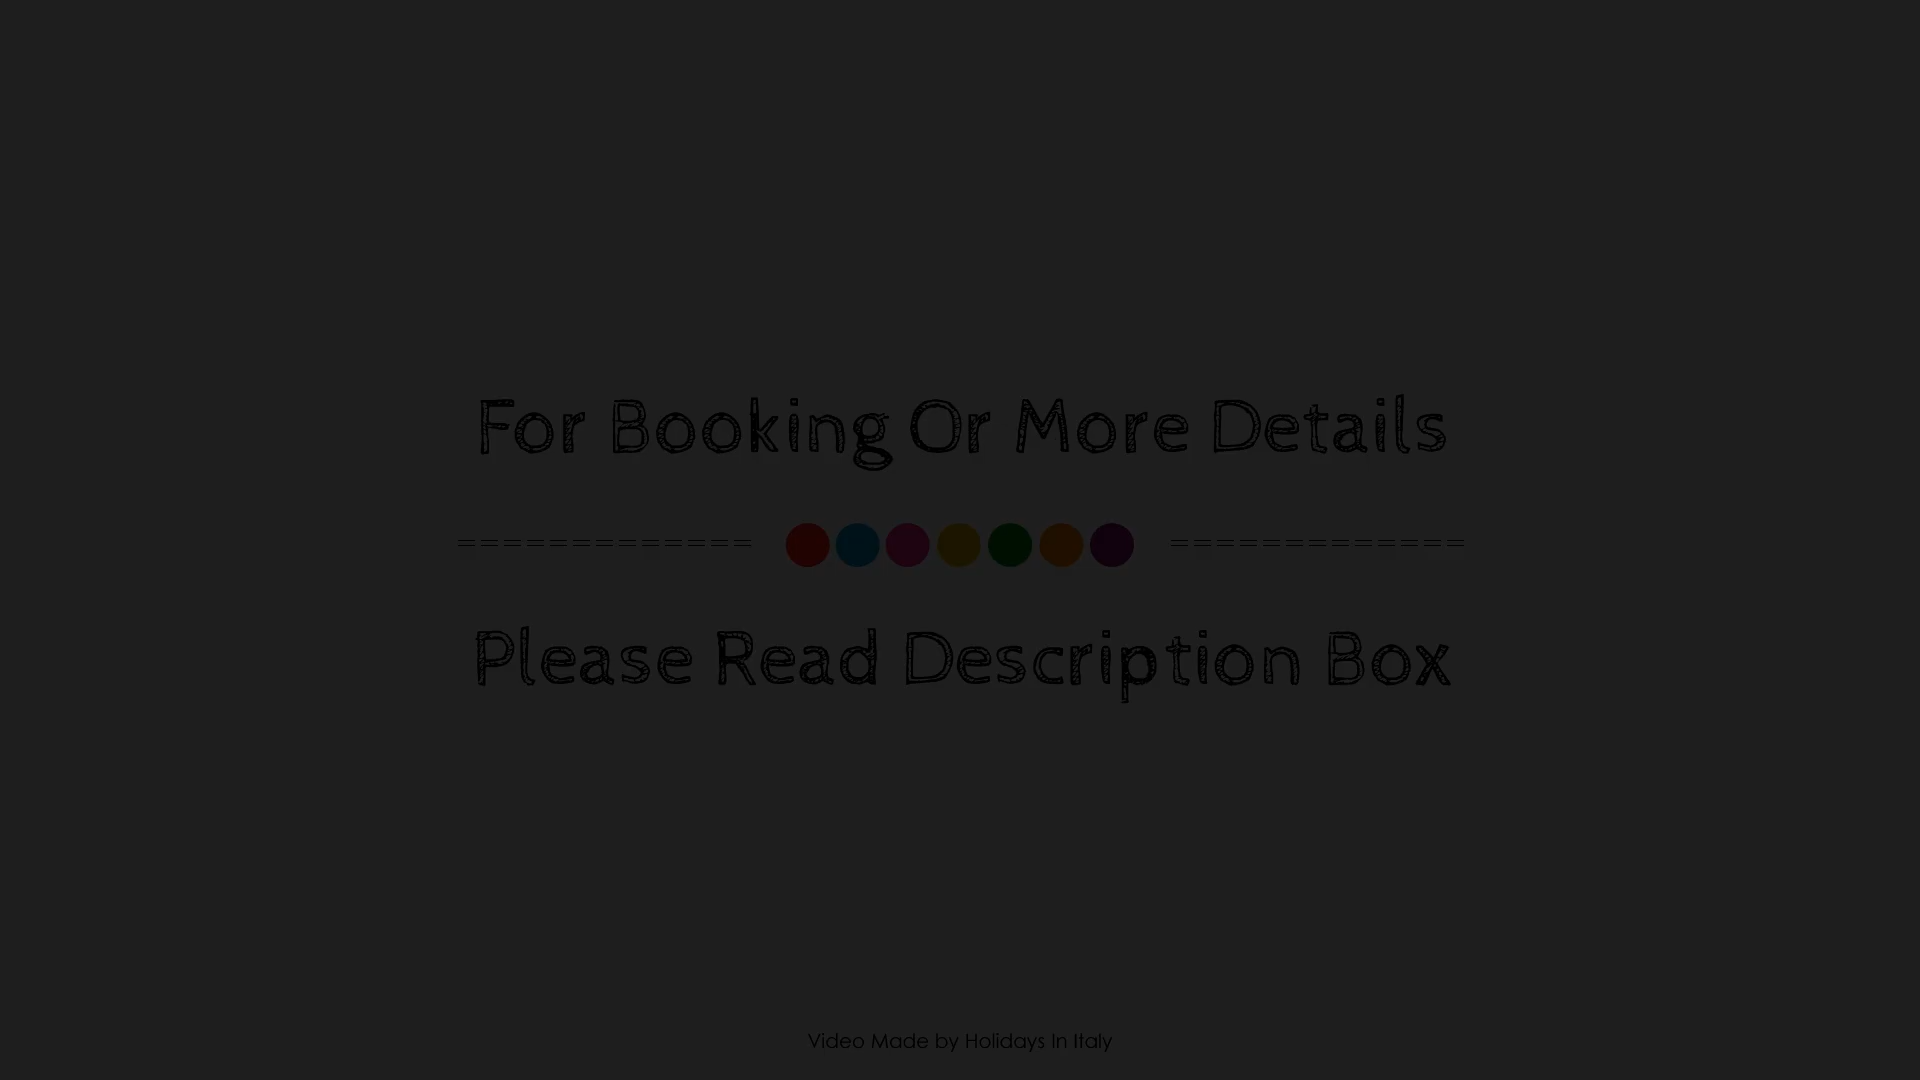 For Booking Or More Details
============= =============
Please Read Description Box
Video Made by Holidays In Italy